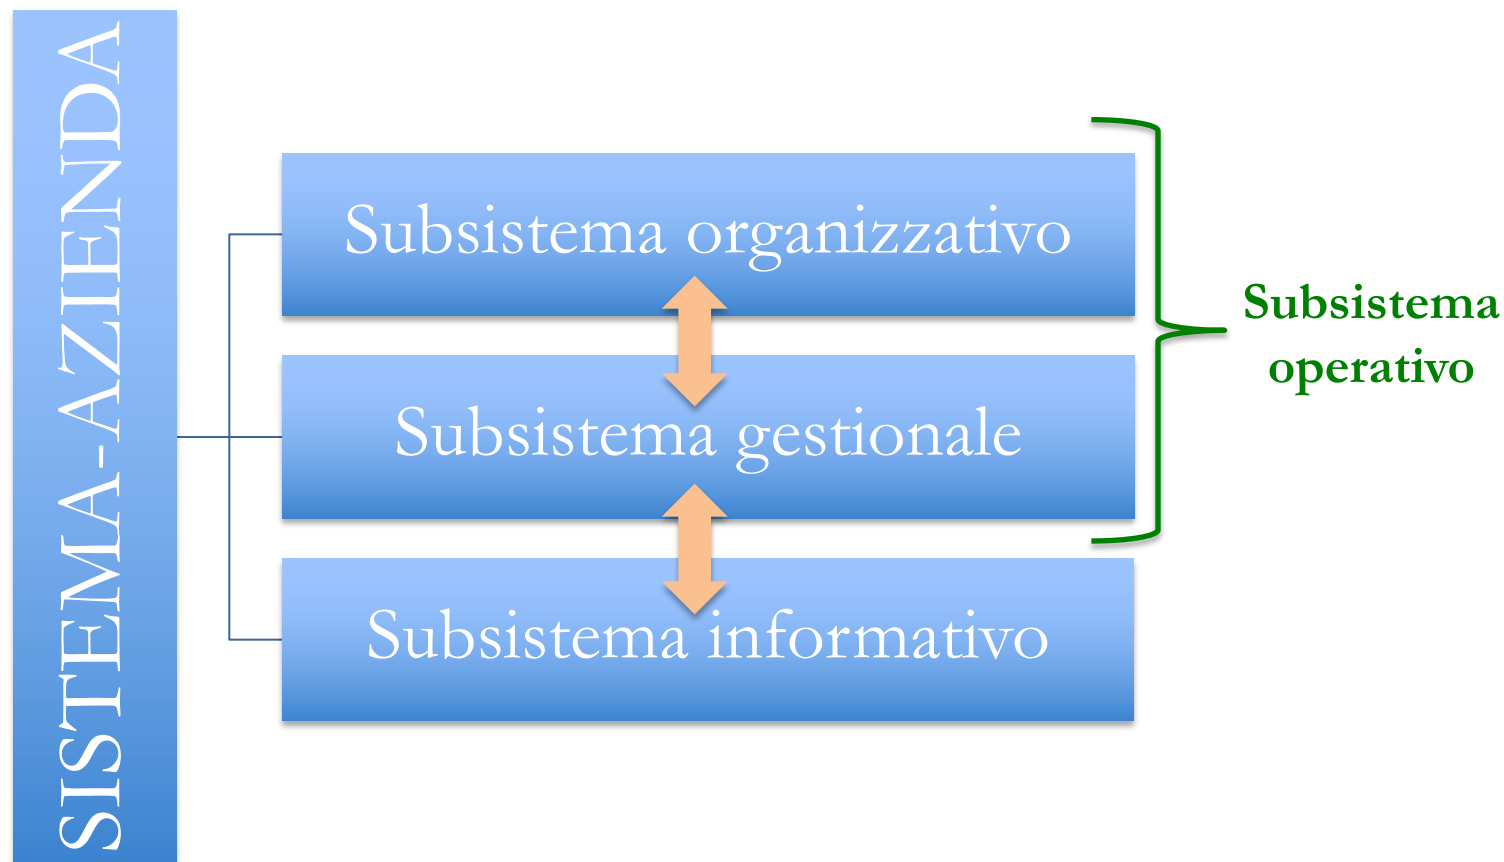 SISTEMA-AZIENDA
Subsistema organizzativo
Subsistema gestionale
Subsistema informativo
Subsistema
operativo